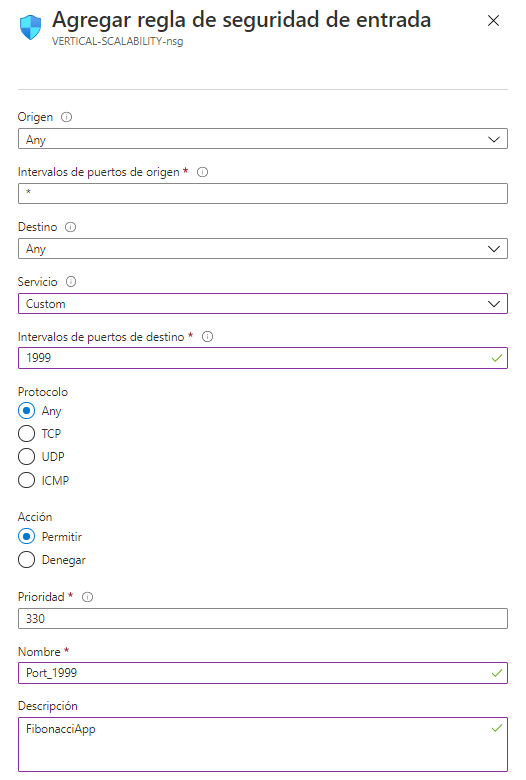 Agregar regla de seguridad de entrada
VERTICAL-SCALABILITY-nsg
Origen
Any
Intervalos de puertos de origen *
*
Destino
Any
Servicio
Custom
Intervalos de puertos de destino *
1999
Protocolo
Any
TCP
UDP
ICMP
Acción
Permitir
Denegar
Prioridad *
330
Nombre *
Port_1999
Descripción
FibonacciApp